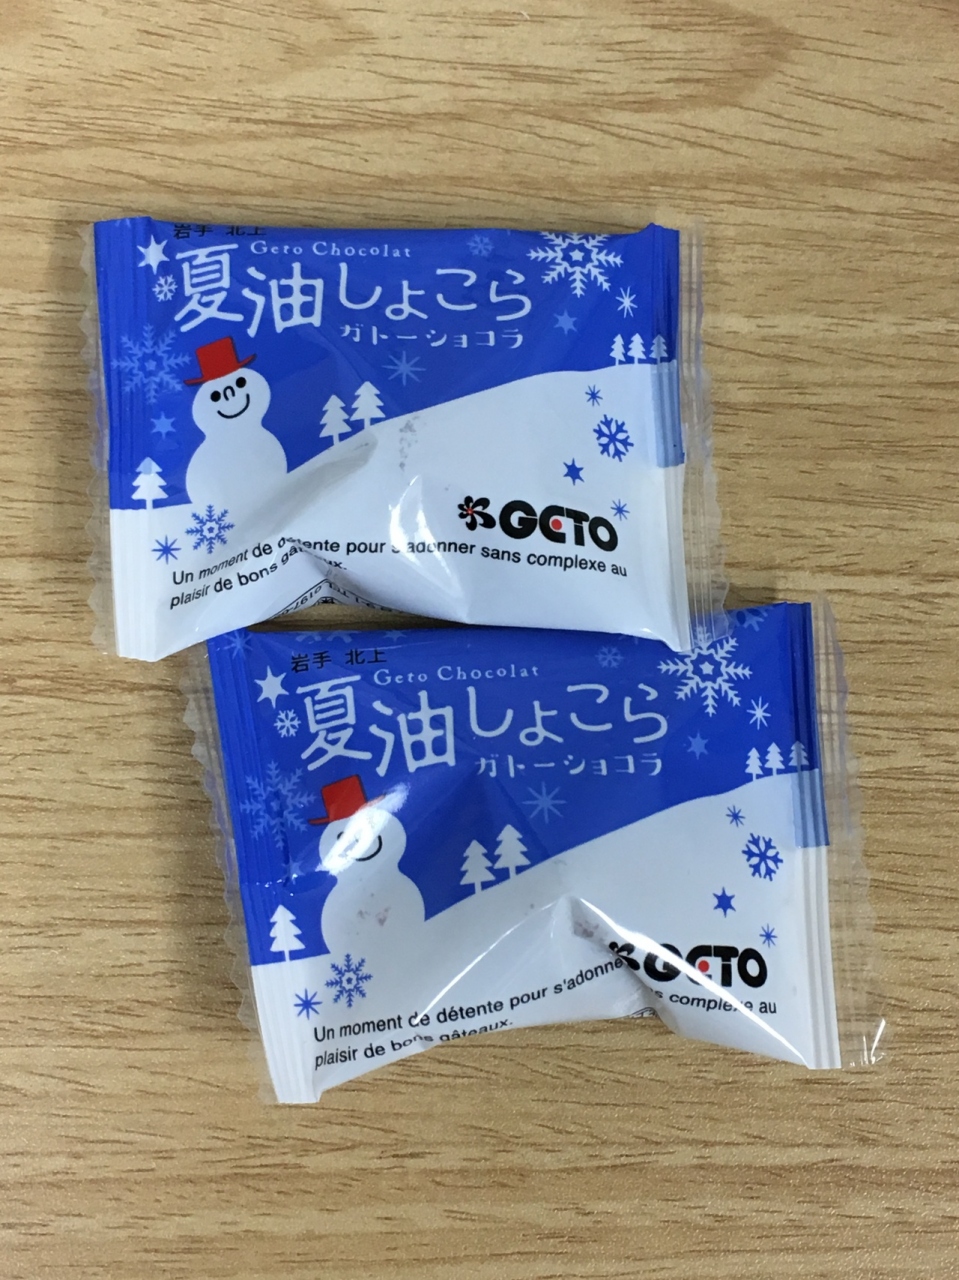 岩手 北上
Geto Chocolat
夏油しょこら
ガトーショコラ
GETO
Un moment de détente pour s'adonner sans complexe au
plaisir de bons gâteaux.
岩手 北上
Geto Chocolat
夏油しょこら
ガトーショコラ
GETO
Un moment de détente pour s'adonne
s complexe au
plaisir de bons gâteaux.